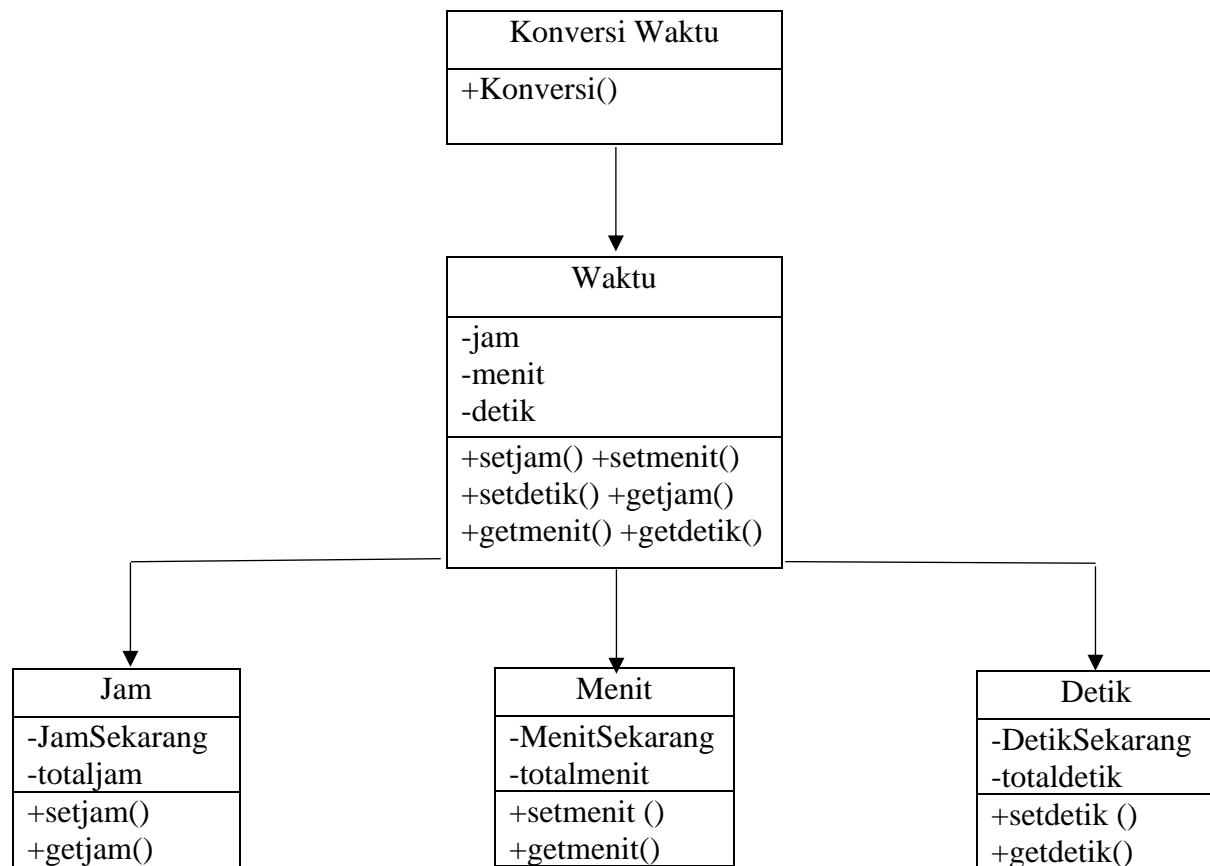 Konversi Waktu
+Konversi()
Waktu
-jam
-menit
-detik
+setjam() +setmenit()
+setdetik() +getjam()
+getmenit() +getdetik()
Jam
-JamSekarang
-totaljam
+setjam()
+getjam()
Menit
-MenitSekarang
-totalmenit
+setmenit ()
+getmenit()
Detik
-DetikSekarang
-totaldetik
+setdetik ()
+getdetik()